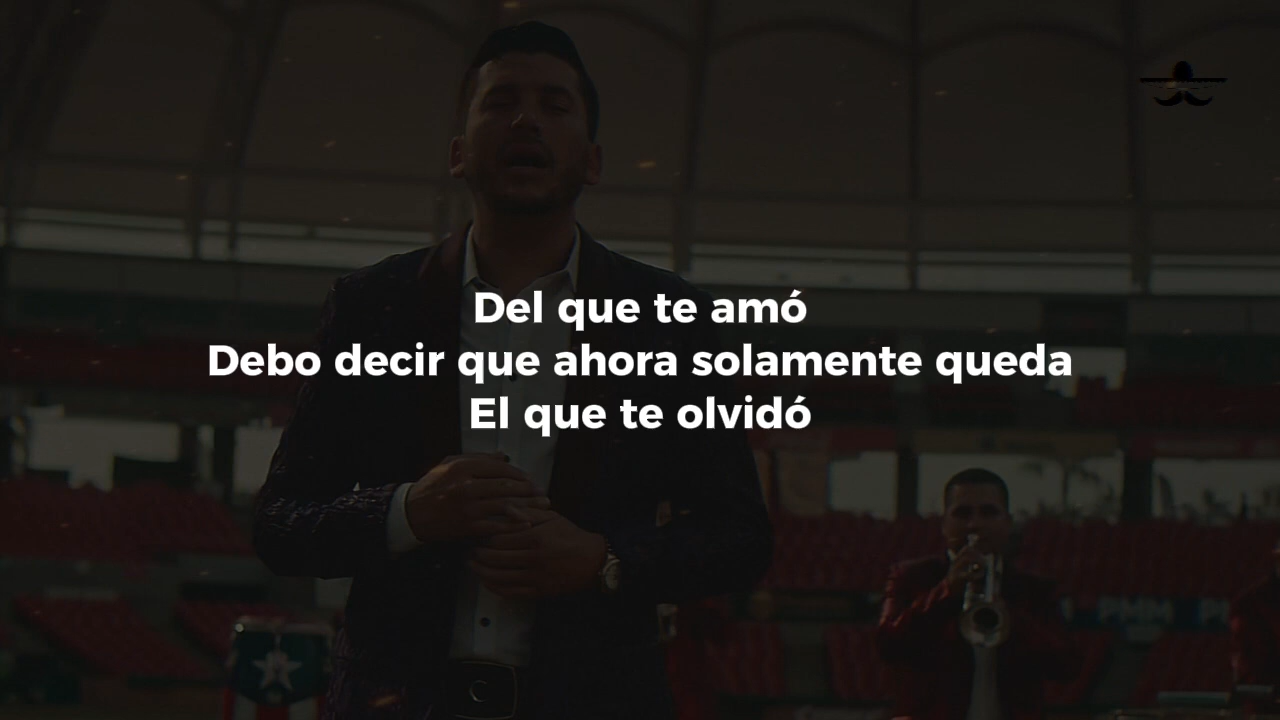 Del que te amó
Debo decir que ahora solamente queda
El que te olvidó